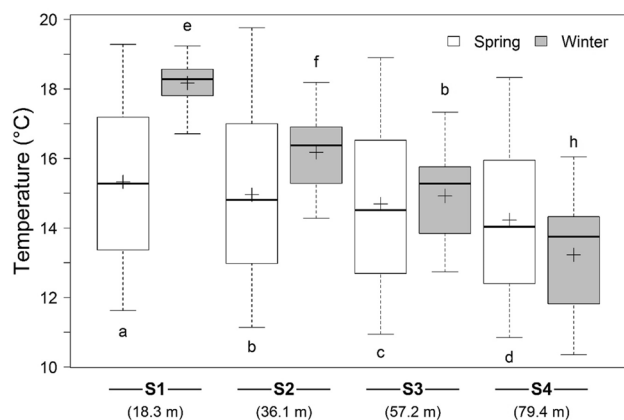 20
18
16
14
12
10
Temperature (°C)
Spring Winter
e
f
b
h
a
b
c
d
S1 S2 S3 S4
(18.3 m) (36.1 m) (57.2 m) (79.4 m)